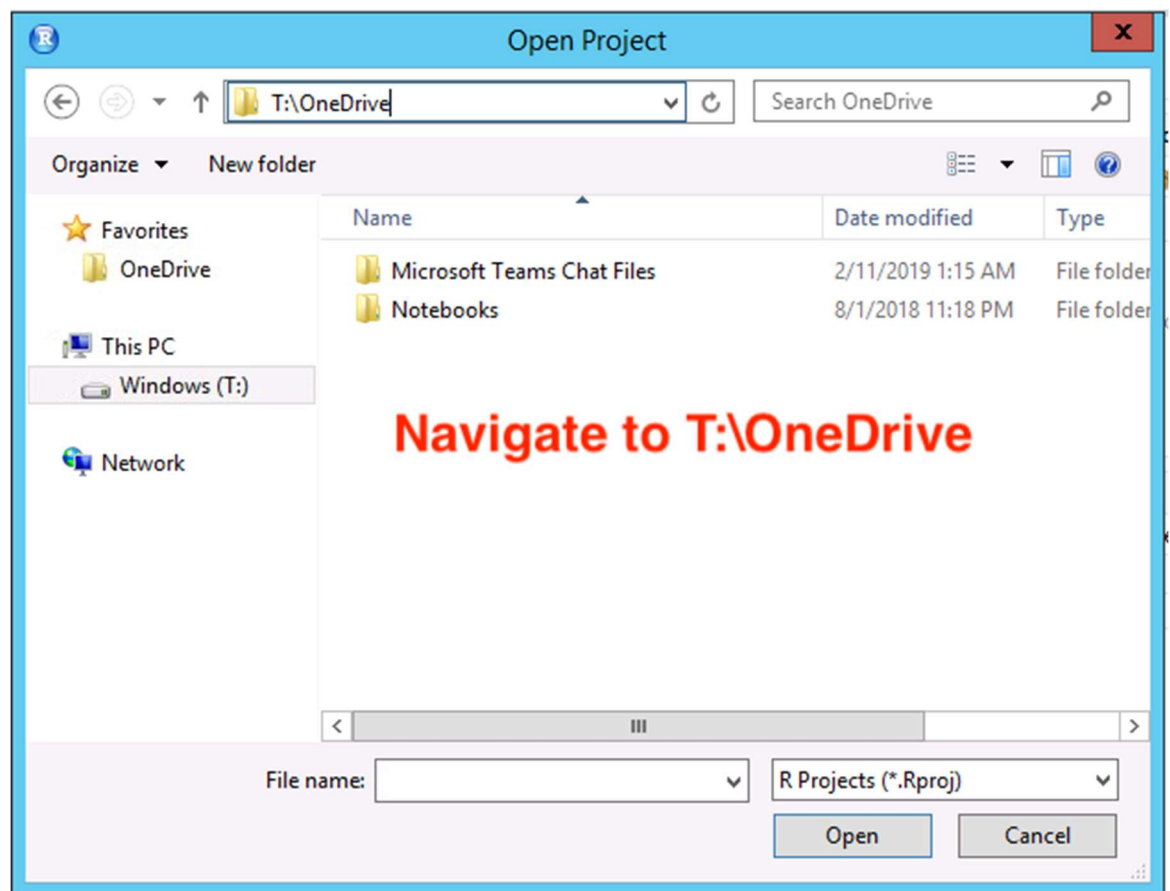 R
Open Project
x
T:\OneDrive
Search OneDrive
Organize
New folder
Name
Date modified
Type
Favorites
OneDrive
This PC
Windows (T:)
Network
Microsoft Teams Chat Files
2/11/2019 1:15 AM
File folder
Notebooks
8/1/2018 11:18 PM
File folder
Navigate to T:\OneDrive
File name:
R Projects (*.Rproj)
Open
Cancel